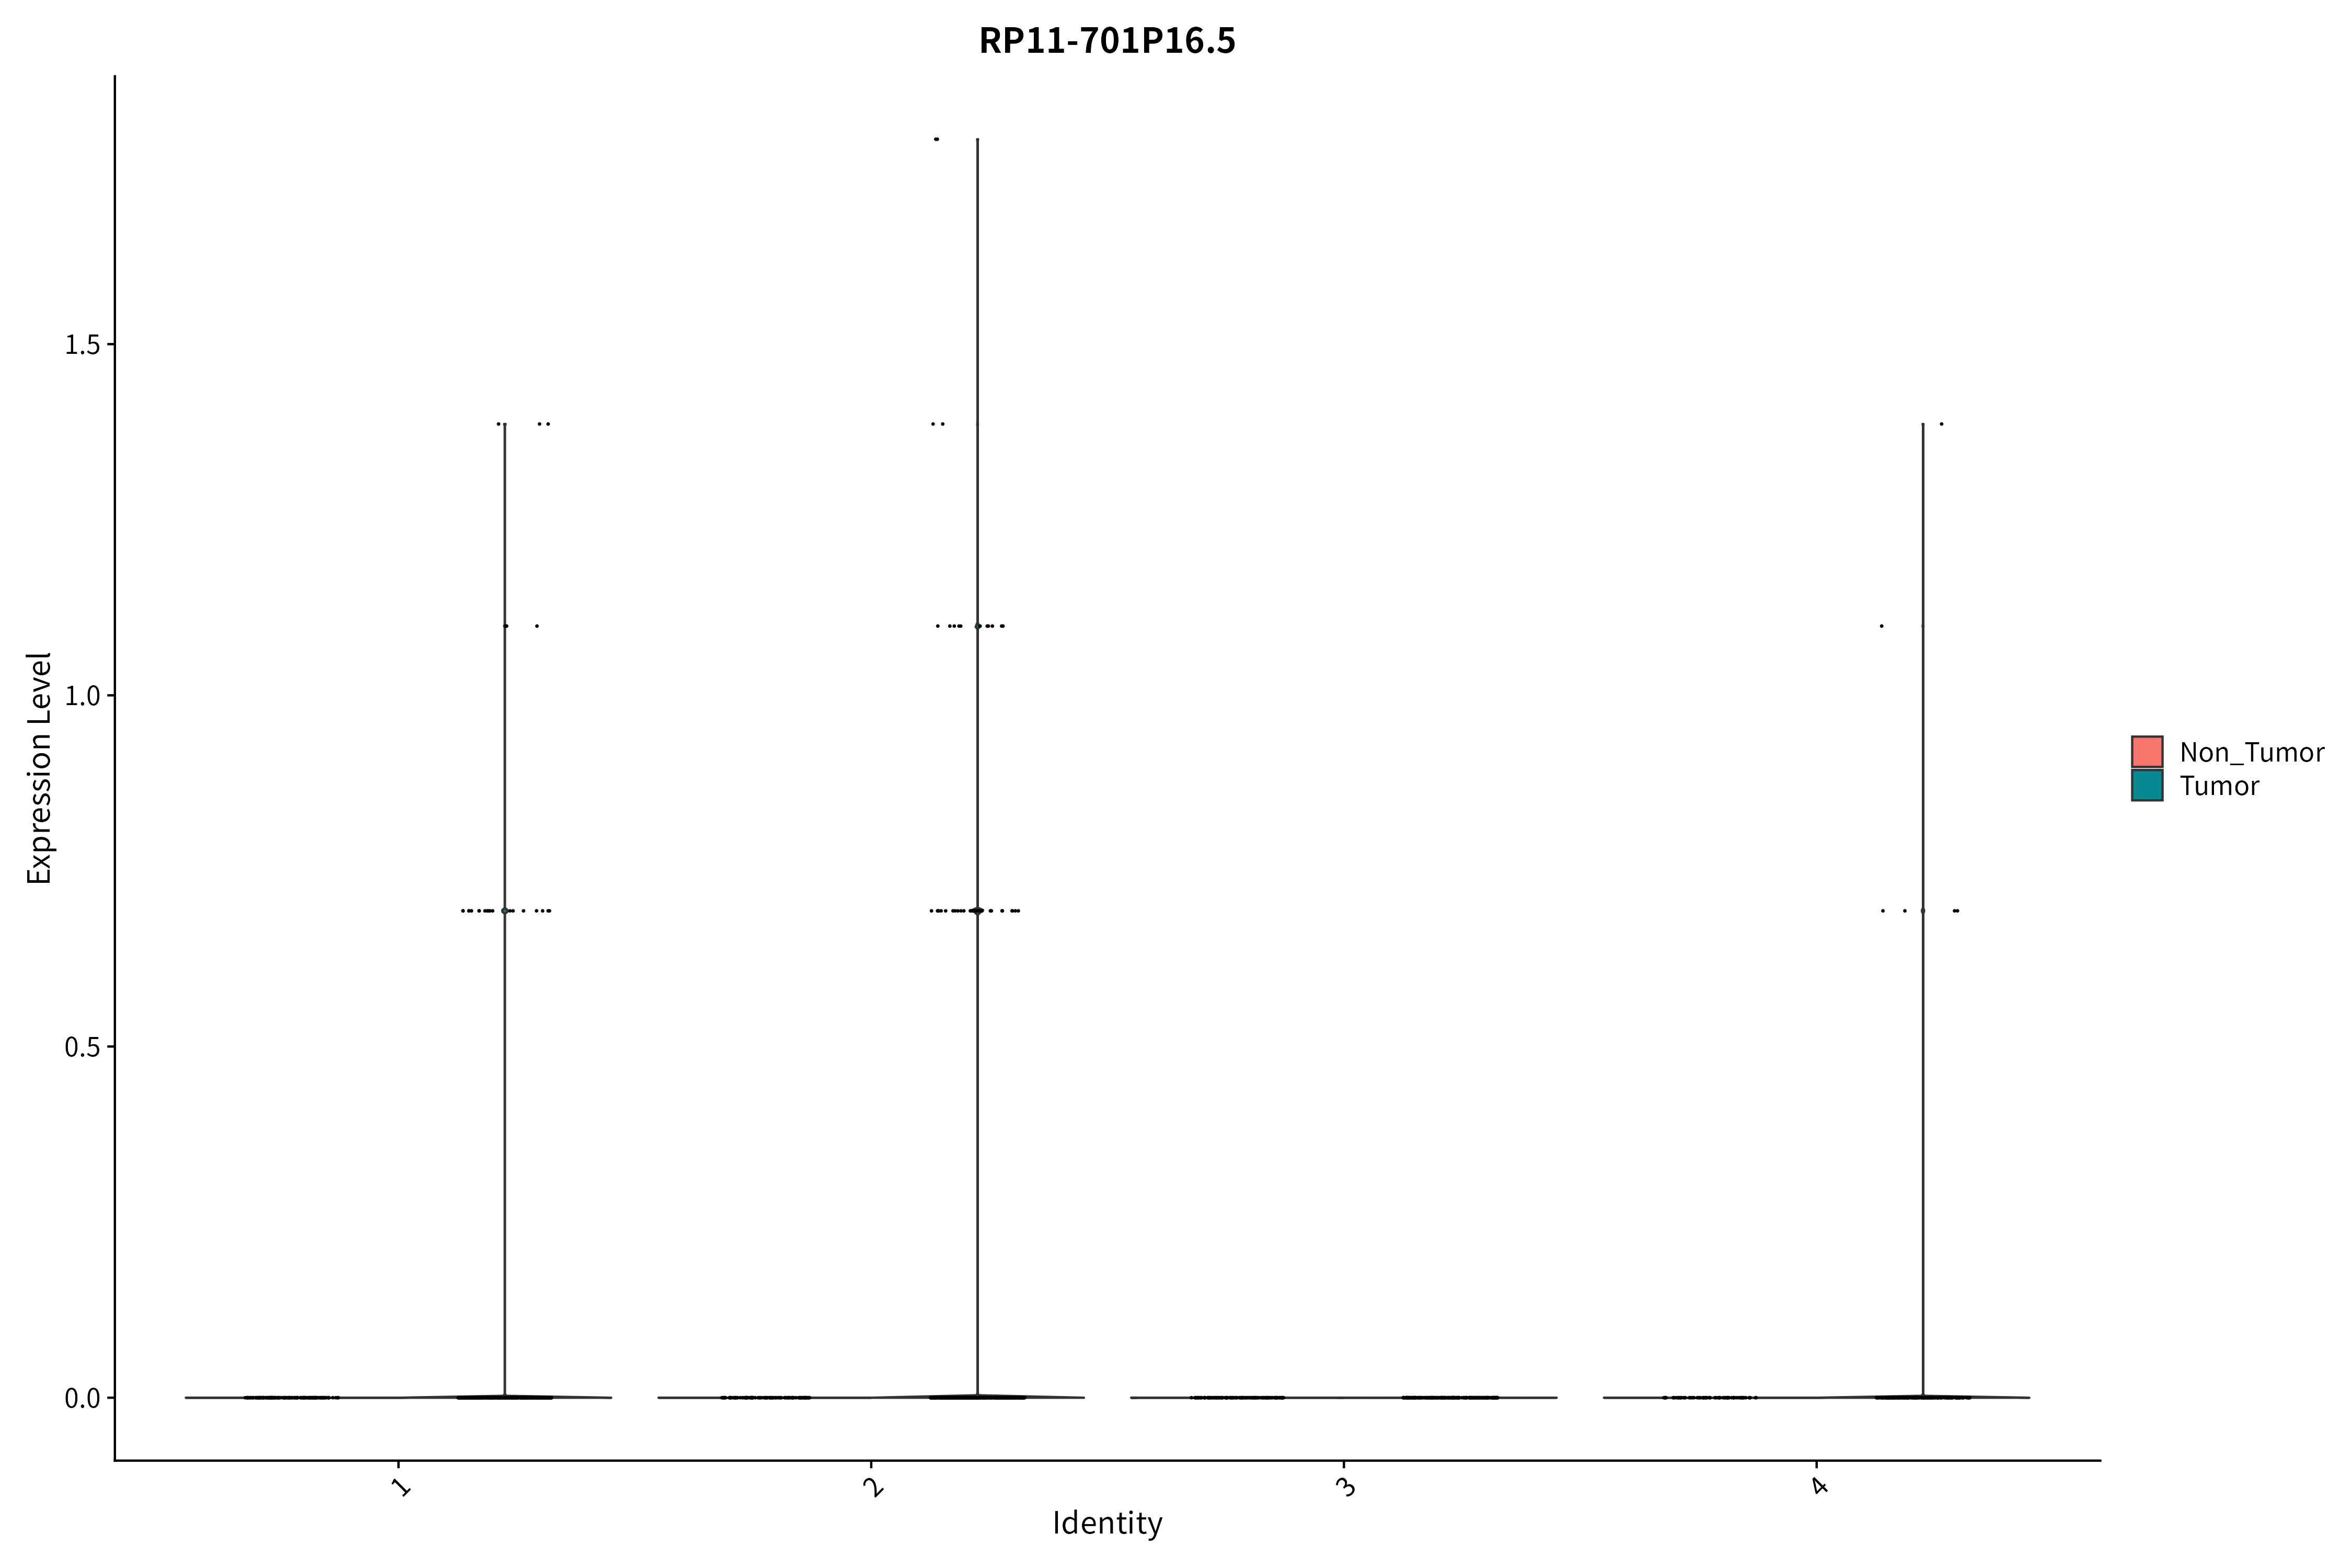 RP11-701P16.5
Expression Level
1.5
1.0
0.5
0.0
1
2
3
4
Identity
Non_Tumor
Tumor